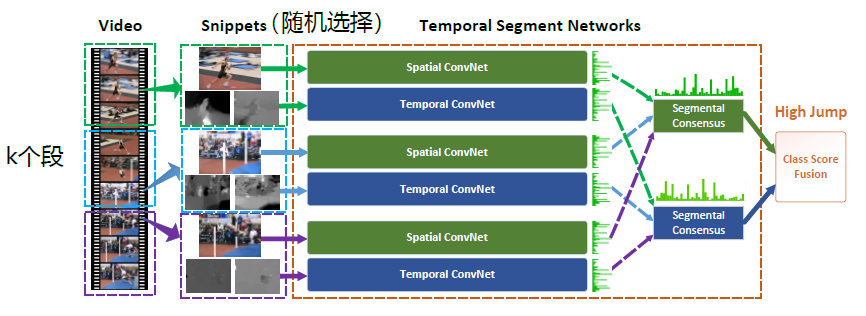 Video
Snippets(随机选择)
Temporal Segment Networks
Spatial ConvNet
Temporal ConvNet
Segmental
Consensus
High Jump
k个段
Spatial ConvNet
Temporal ConvNet
Class Score
Fusion
Segmental
Consensus
Spatial ConvNet
Temporal ConvNet